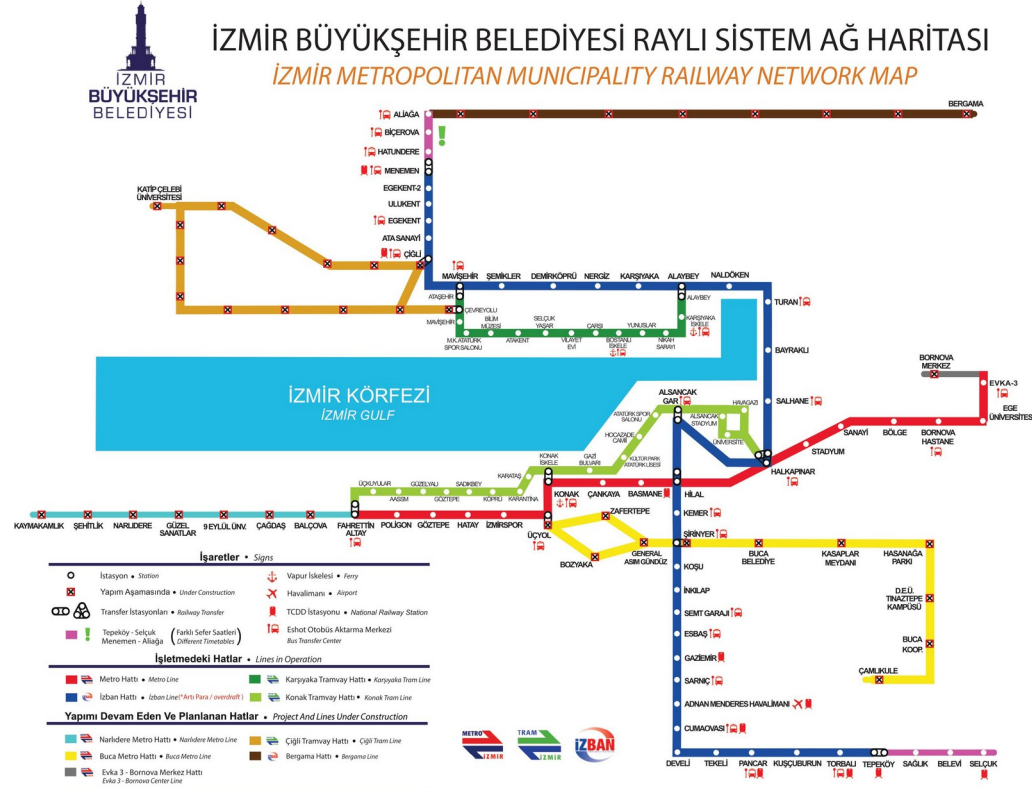 İZMİR
BÜYÜKŞEHİR
BELEDİYESİ
İZMİR BÜYÜKŞEHİR BELEDİYESİ RAYLI SİSTEM AĞ HARİTASI
İZMİR METROPOLITAN MUNICIPALITY RAILWAY NETWORK MAP
BERGAMA
ALİAĞA
BİÇEROVA
HATUNDERE
MENEMEN
EGEKENT-2
ULUKENT
EGEKENT
ATA SANAYİ
ÇİĞLİ
KATİP ÇELEBİ
ÜNİVERSİTESİ
MAVİŞEHİR
ŞEMİKLER
DEMİRKÖPRÜ
NERGİZ
KARŞIYAKA
ALAYBEY
NALDÖKEN
TURAN
BAYRAKLI
SALHANE
ATAŞEHİR
ÇEVREYOLU
MAVİŞEHİR
M.K.ATATÜRK
SPOR SALONU
BİLİM
MÜZESİ
ATAKENT
SELÇUK
YAŞAR
VİLAYET
EVİ
ÇARŞI
BOSTANLI
İSKELE
YUNUSLAR
NİKAH
SARAYI
KARŞIYAKA
İSKELE
ALAYBEY
İZMİR KÖRFEZİ
İZMİR GULF
BORNOVA
MERKEZ
EVKA-3
EGE
ÜNİVERSİTESİ
BORNOVA
HASTANE
BÖLGE
SANAYİ
STADYUM
HALKAPINAR
ALSANCAK
GAR
HAVAGAZI
ALSANCAK
STADYUM
ÜNİVERSİTE
ATATÜRK SPOR
SALONU
HOCAZADE
CAMİİ
KÜLTÜR PARK
ATATÜRK LİSESİ
GAZİ
BULVARI
KONAK
İSKELE
KARATAŞ
KARANTİNA
KÖPRÜ
SADIKBEY
GÖZTEPE
GÜZELYALI
AASSM
ÜÇKUYULAR
KONAK
ÇANKAYA
BASMANE
HİLAL
KAYMAKAMLIK
ŞEHİTLİK
NARLIDERE
GÜZEL
SANATLAR
9 EYLÜL ÜNV.
ÇAĞDAŞ
BALÇOVA
FAHRETTİN
ALTAY
POLİGON
GÖZTEPE
HATAY
İZMİRSPOR
ÜÇYOL
ZAFERTEPE
BOZYAKA
GENERAL
ASIM GÜNDÜZ
KEMER
ŞİRİNYER
BUCA
BELEDİYE
KASAPLAR
MEYDANI
HASANAĞA
PARKI
D.E.Ü.
TINAZTEPE
KAMPÜSÜ
BUCA
KOOP.
ÇAMLIKULE
KOŞU
İNKILAP
SEMT GARAJI
ESBAŞ
GAZİEMİR
SARNIÇ
ADNAN MENDERES HAVALİMANI
CUMAOVASI
DEVELİ
TEKELİ
PANCAR
KUŞÇUBURUN
TORBALI
TEPEKÖY
SAĞLIK
BELEVİ
SELÇUK
İşaretler • Signs
İstasyon • Station
Yapım Aşamasında • Under Construction
Transfer İstasyonları • Railway Transfer
Tepeköy - Selçuk
Menemen - Aliağa
(Farklı Sefer Saatleri
Different Timetables)
Vapur İskelesi • Ferry
Havalimanı • Airport
TCDD İstasyonu • National Railway Station
Eshot Otobüs Aktarma Merkezi
Bus Transfer Center
İşletmedeki Hatlar • Lines in Operation
Metro Hattı • Metro Line
Karşıyaka Tramvay Hattı • Karşıyaka Tram Line
İzban Hattı • İzban Line(*Artı Para / overdraft)
Konak Tramvay Hattı • Konak Tram Line
Yapımı Devam Eden Ve Planlanan Hatlar • Project And Lines Under Construction
Narlıdere Metro Hattı • Narlıdere Metro Line
Çiğli Tramvay Hattı • Çiğli Tram Line
Buca Metro Hattı • Buca Metro Line
Bergama Hattı • Bergama Line
Evka 3 - Bornova Merkez Hattı
Evka 3 - Bornova Center Line
METRO
İZMİR
TRAM
İZMİR
İZBAN